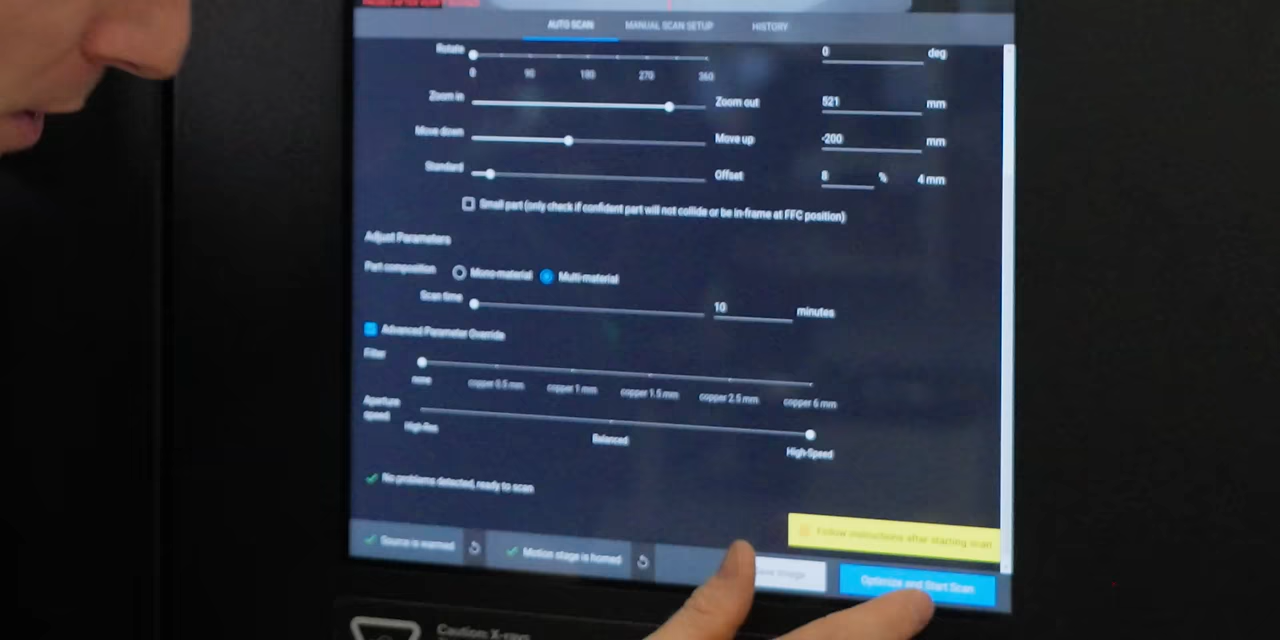 AUTO SCAN MANUAL SCAN SETUP HISTORY
Rotate 0 deg
0 90 180 270 360
Zoom in Zoom out 521 mm
Move down Move up -200 mm
Standard Offset 8 % 4 mm
Small part (only check if confident part will not collide or be in-frame at FFC position)
Adjust Parameters
Part composition Mono-material Multi-material
Scan time 10 minutes
Advanced Parameter Override
Filter
none copper 0.5 mm copper 1 mm copper 1.5 mm copper 2.5 mm copper 6 mm
Aperture
speed
High-Res Balanced High-Speed
No problems detected, ready to scan
Follow instructions after starting scan
Source is warmed Motion stage is homed Image Optimize and Start Scan
Caution: X-rays